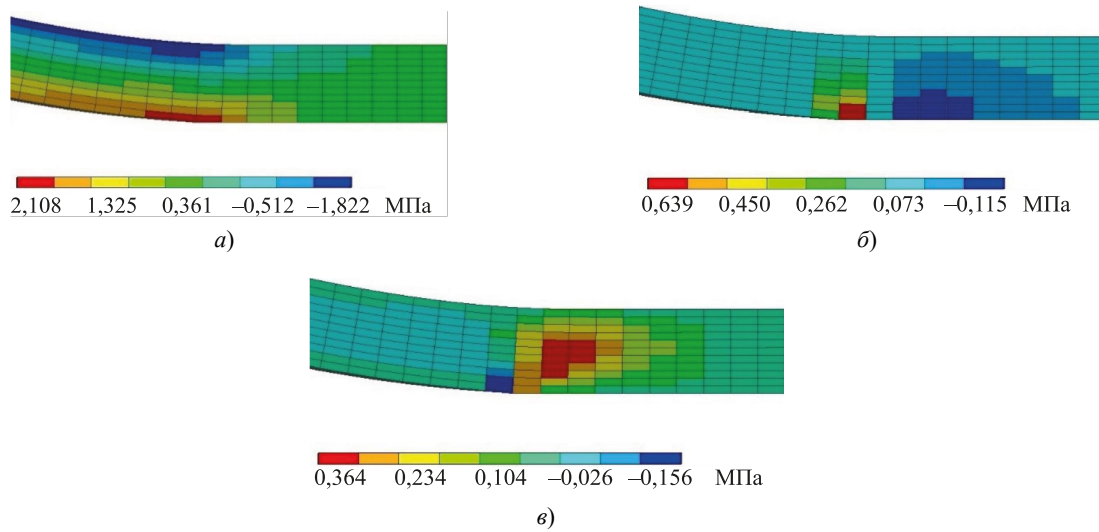 2,108 1,325 0,361 –0,512 –1,822 МПа
а)
0,639 0,450 0,262 0,073 –0,115 МПа
б)
0,364 0,234 0,104 –0,026 –0,156 МПа
в)